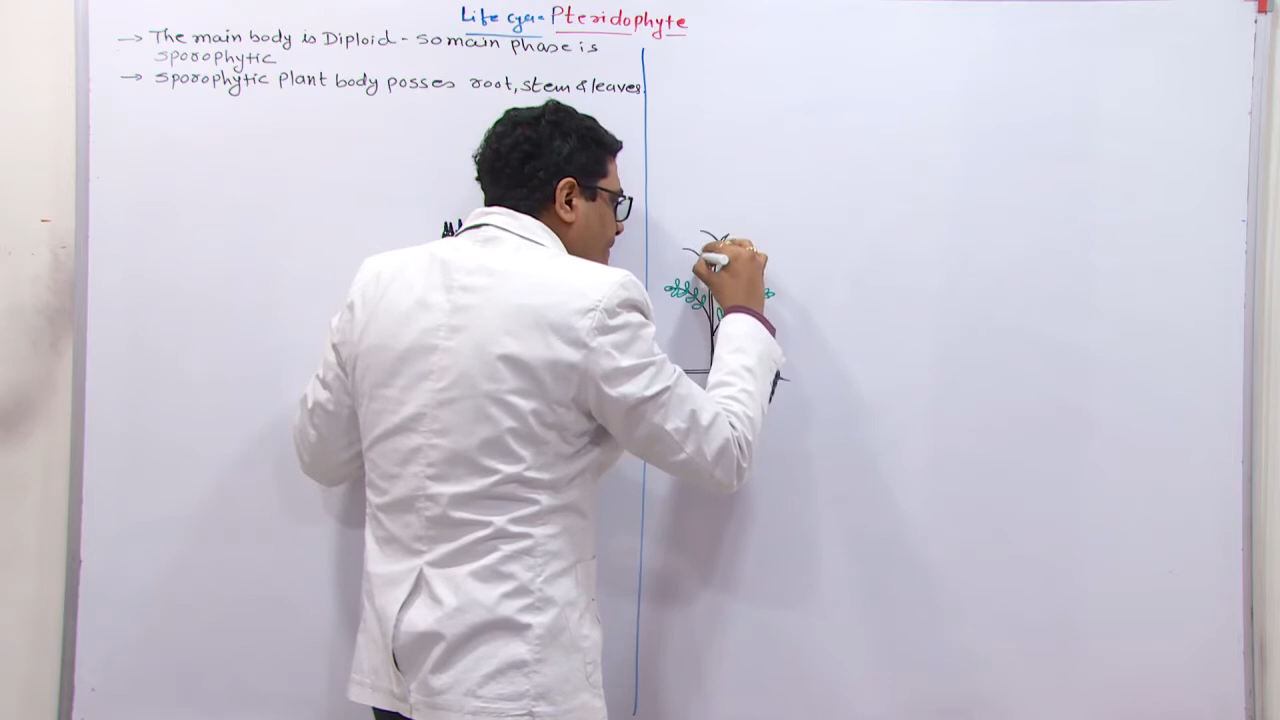 Life cycle Pteridophyte
→ The main body is Diploid - so main phase is
sporophytic
→ sporophytic Plant body posses root, stem & leaves.